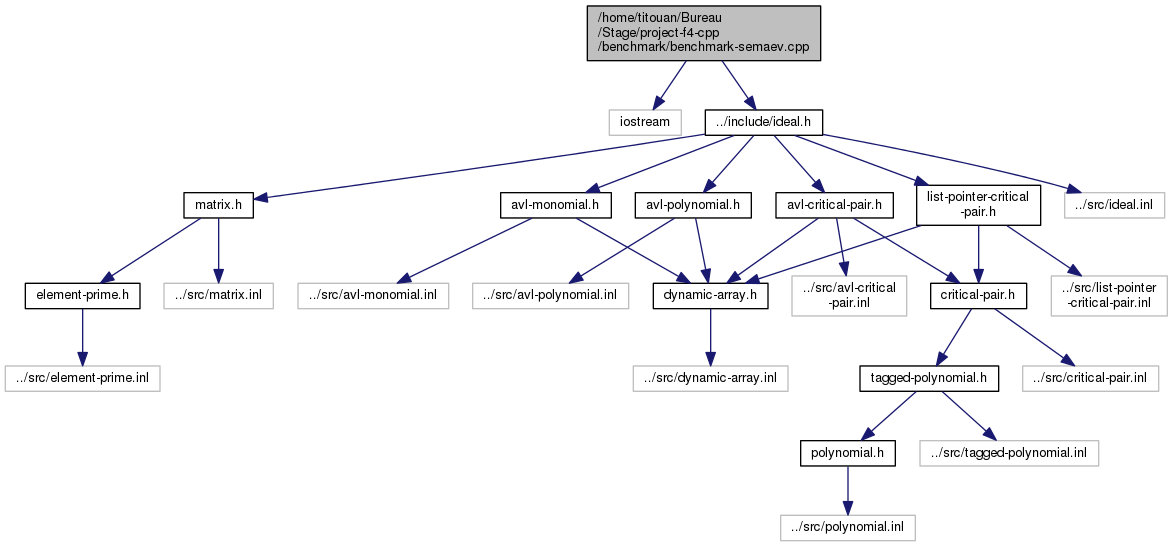 /home/titouan/Bureau
/Stage/project-f4-cpp
/benchmark/benchmark-semaev.cpp
iostream
../include/ideal.h
matrix.h
avl-monomial.h
avl-polynomial.h
avl-critical-pair.h
list-pointer-critical
-pair.h
../src/ideal.inl
element-prime.h
../src/matrix.inl
../src/avl-monomial.inl
../src/avl-polynomial.inl
dynamic-array.h
../src/avl-critical
-pair.inl
critical-pair.h
../src/list-pointer
-critical-pair.inl
../src/element-prime.inl
../src/dynamic-array.inl
tagged-polynomial.h
../src/critical-pair.inl
polynomial.h
../src/tagged-polynomial.inl
../src/polynomial.inl